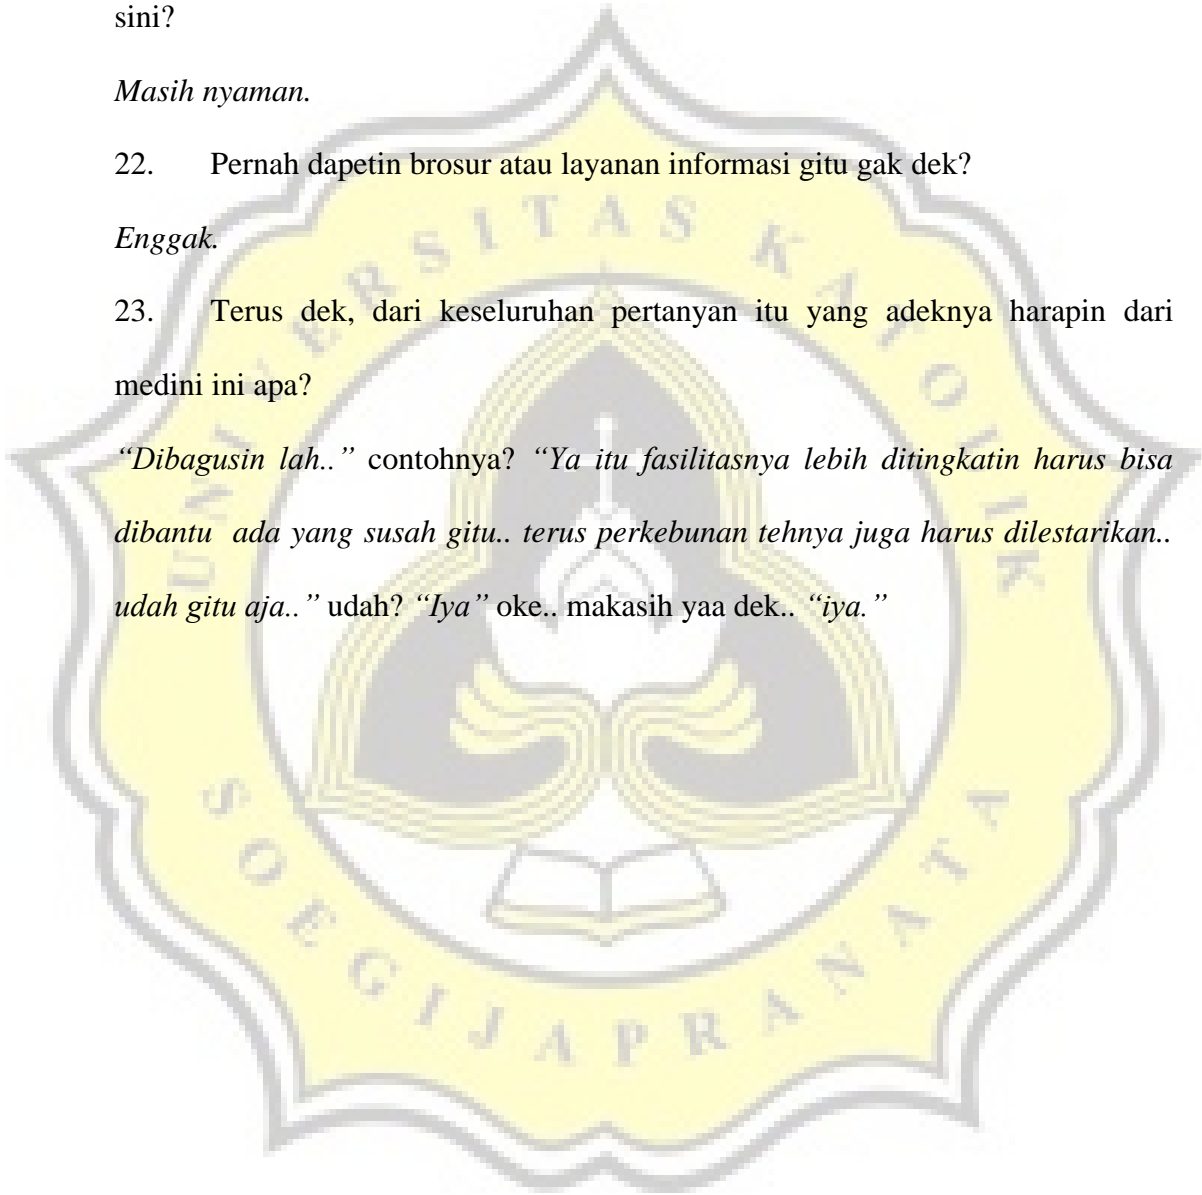 sini?
Masih nyaman.
22. Pernah dapetin brosur atau layanan informasi gitu gak dek?
Enggak.
23. Terus dek, dari keseluruhan pertanyan itu yang adeknya harapin dari
medini ini apa?
“Dibagusin lah..” contohnya? “Ya itu fasilitasnya lebih ditingkatin harus bisa
dibantu ada yang susah gitu.. terus perkebunan tehnya juga harus dilestarikan..
udah gitu aja..” udah? “Iya” oke.. makasih yaa dek.. “iya.”
UNIVERSITAS KATOLIK
SOEGIJAPRANATA